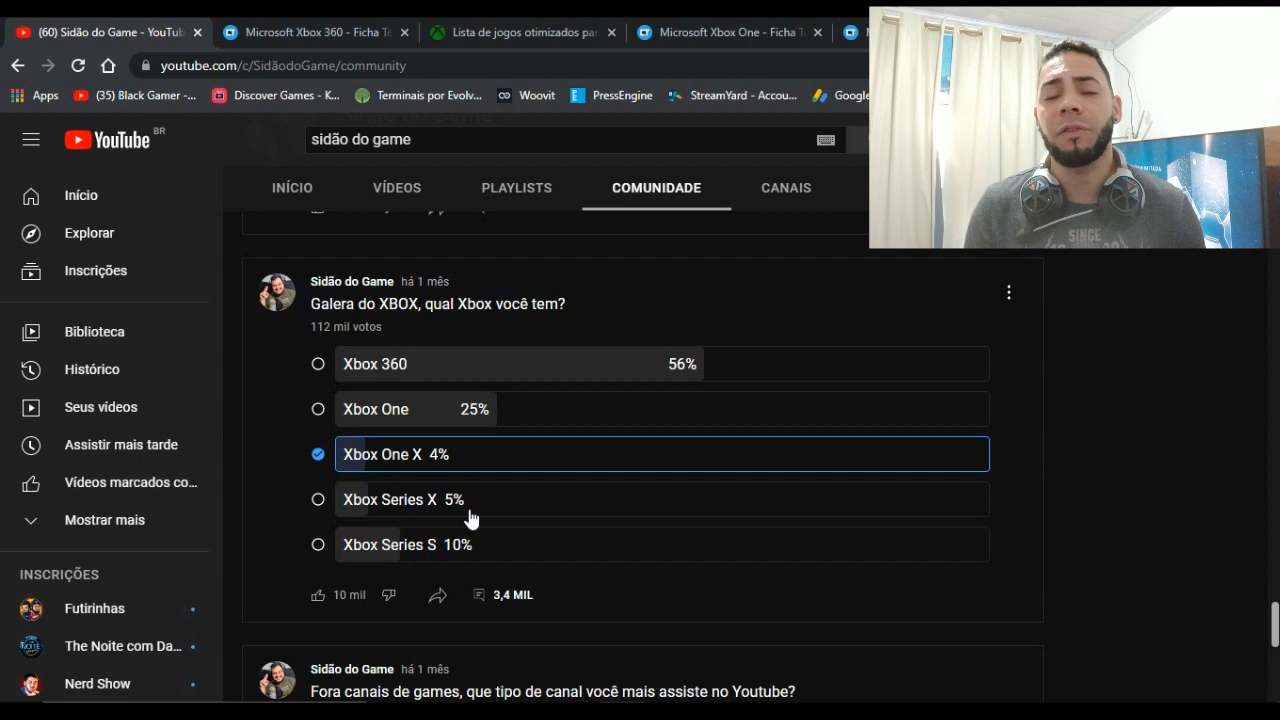 (60) Sidão do Game - YouTub
Microsoft Xbox 360 - Ficha Té
Lista de jogos otimizados par
Microsoft Xbox One - Ficha T
M
youtube.com/c/SidãodoGame/community
Apps
(35) Black Gamer -...
Discover Games - K...
Terminais por Evolv...
Woovit
PressEngine
StreamYard - Accou...
Google
YouTube BR
sidão do game
INÍCIO
VÍDEOS
PLAYLISTS
COMUNIDADE
CANAIS
Início
Explorar
Inscrições
Biblioteca
Histórico
Seus vídeos
Assistir mais tarde
Vídeos marcados co...
Mostrar mais
INSCRIÇÕES
Futirinhas
The Noite com Da...
Nerd Show
Sidão do Game há 1 mês
Galera do XBOX, qual Xbox você tem?
112 mil votos
Xbox 360 56%
Xbox One 25%
Xbox One X 4%
Xbox Series X 5%
Xbox Series S 10%
10 mil
3,4 MIL
Sidão do Game há 1 mês
Fora canais de games, que tipo de canal você mais assiste no Youtube?
SINCE